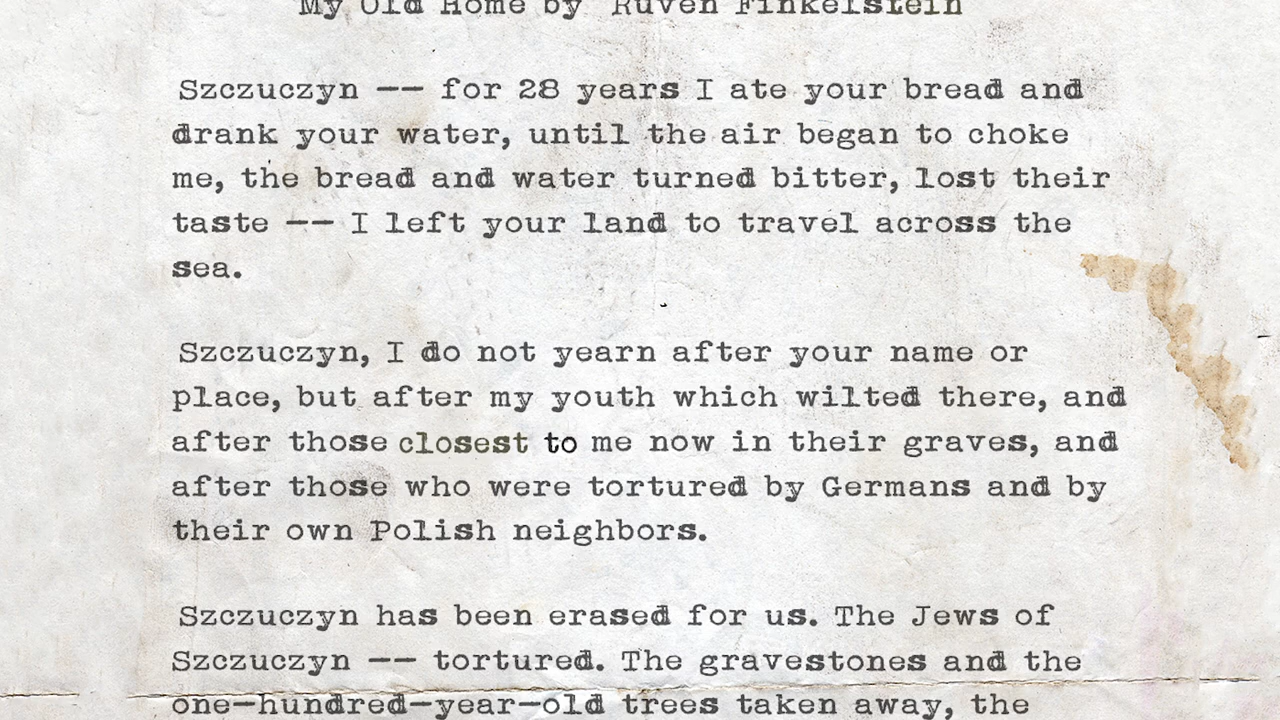 My Old Home by Ruven Finkelstein
Szczuczyn -- for 28 years I ate your bread and
drank your water, until the air began to choke
me, the bread and water turned bitter, lost their
taste -- I left your land to travel across the
sea.
Szczuczyn, I do not yearn after your name or
place, but after my youth which wilted there, and
after those closest to me now in their graves, and
after those who were tortured by Germans and by
their own Polish neighbors.
Szczuczyn has been erased for us. The Jews of
Szczuczyn -- tortured. The gravestones and the
one-hundred-year-old trees taken away, the